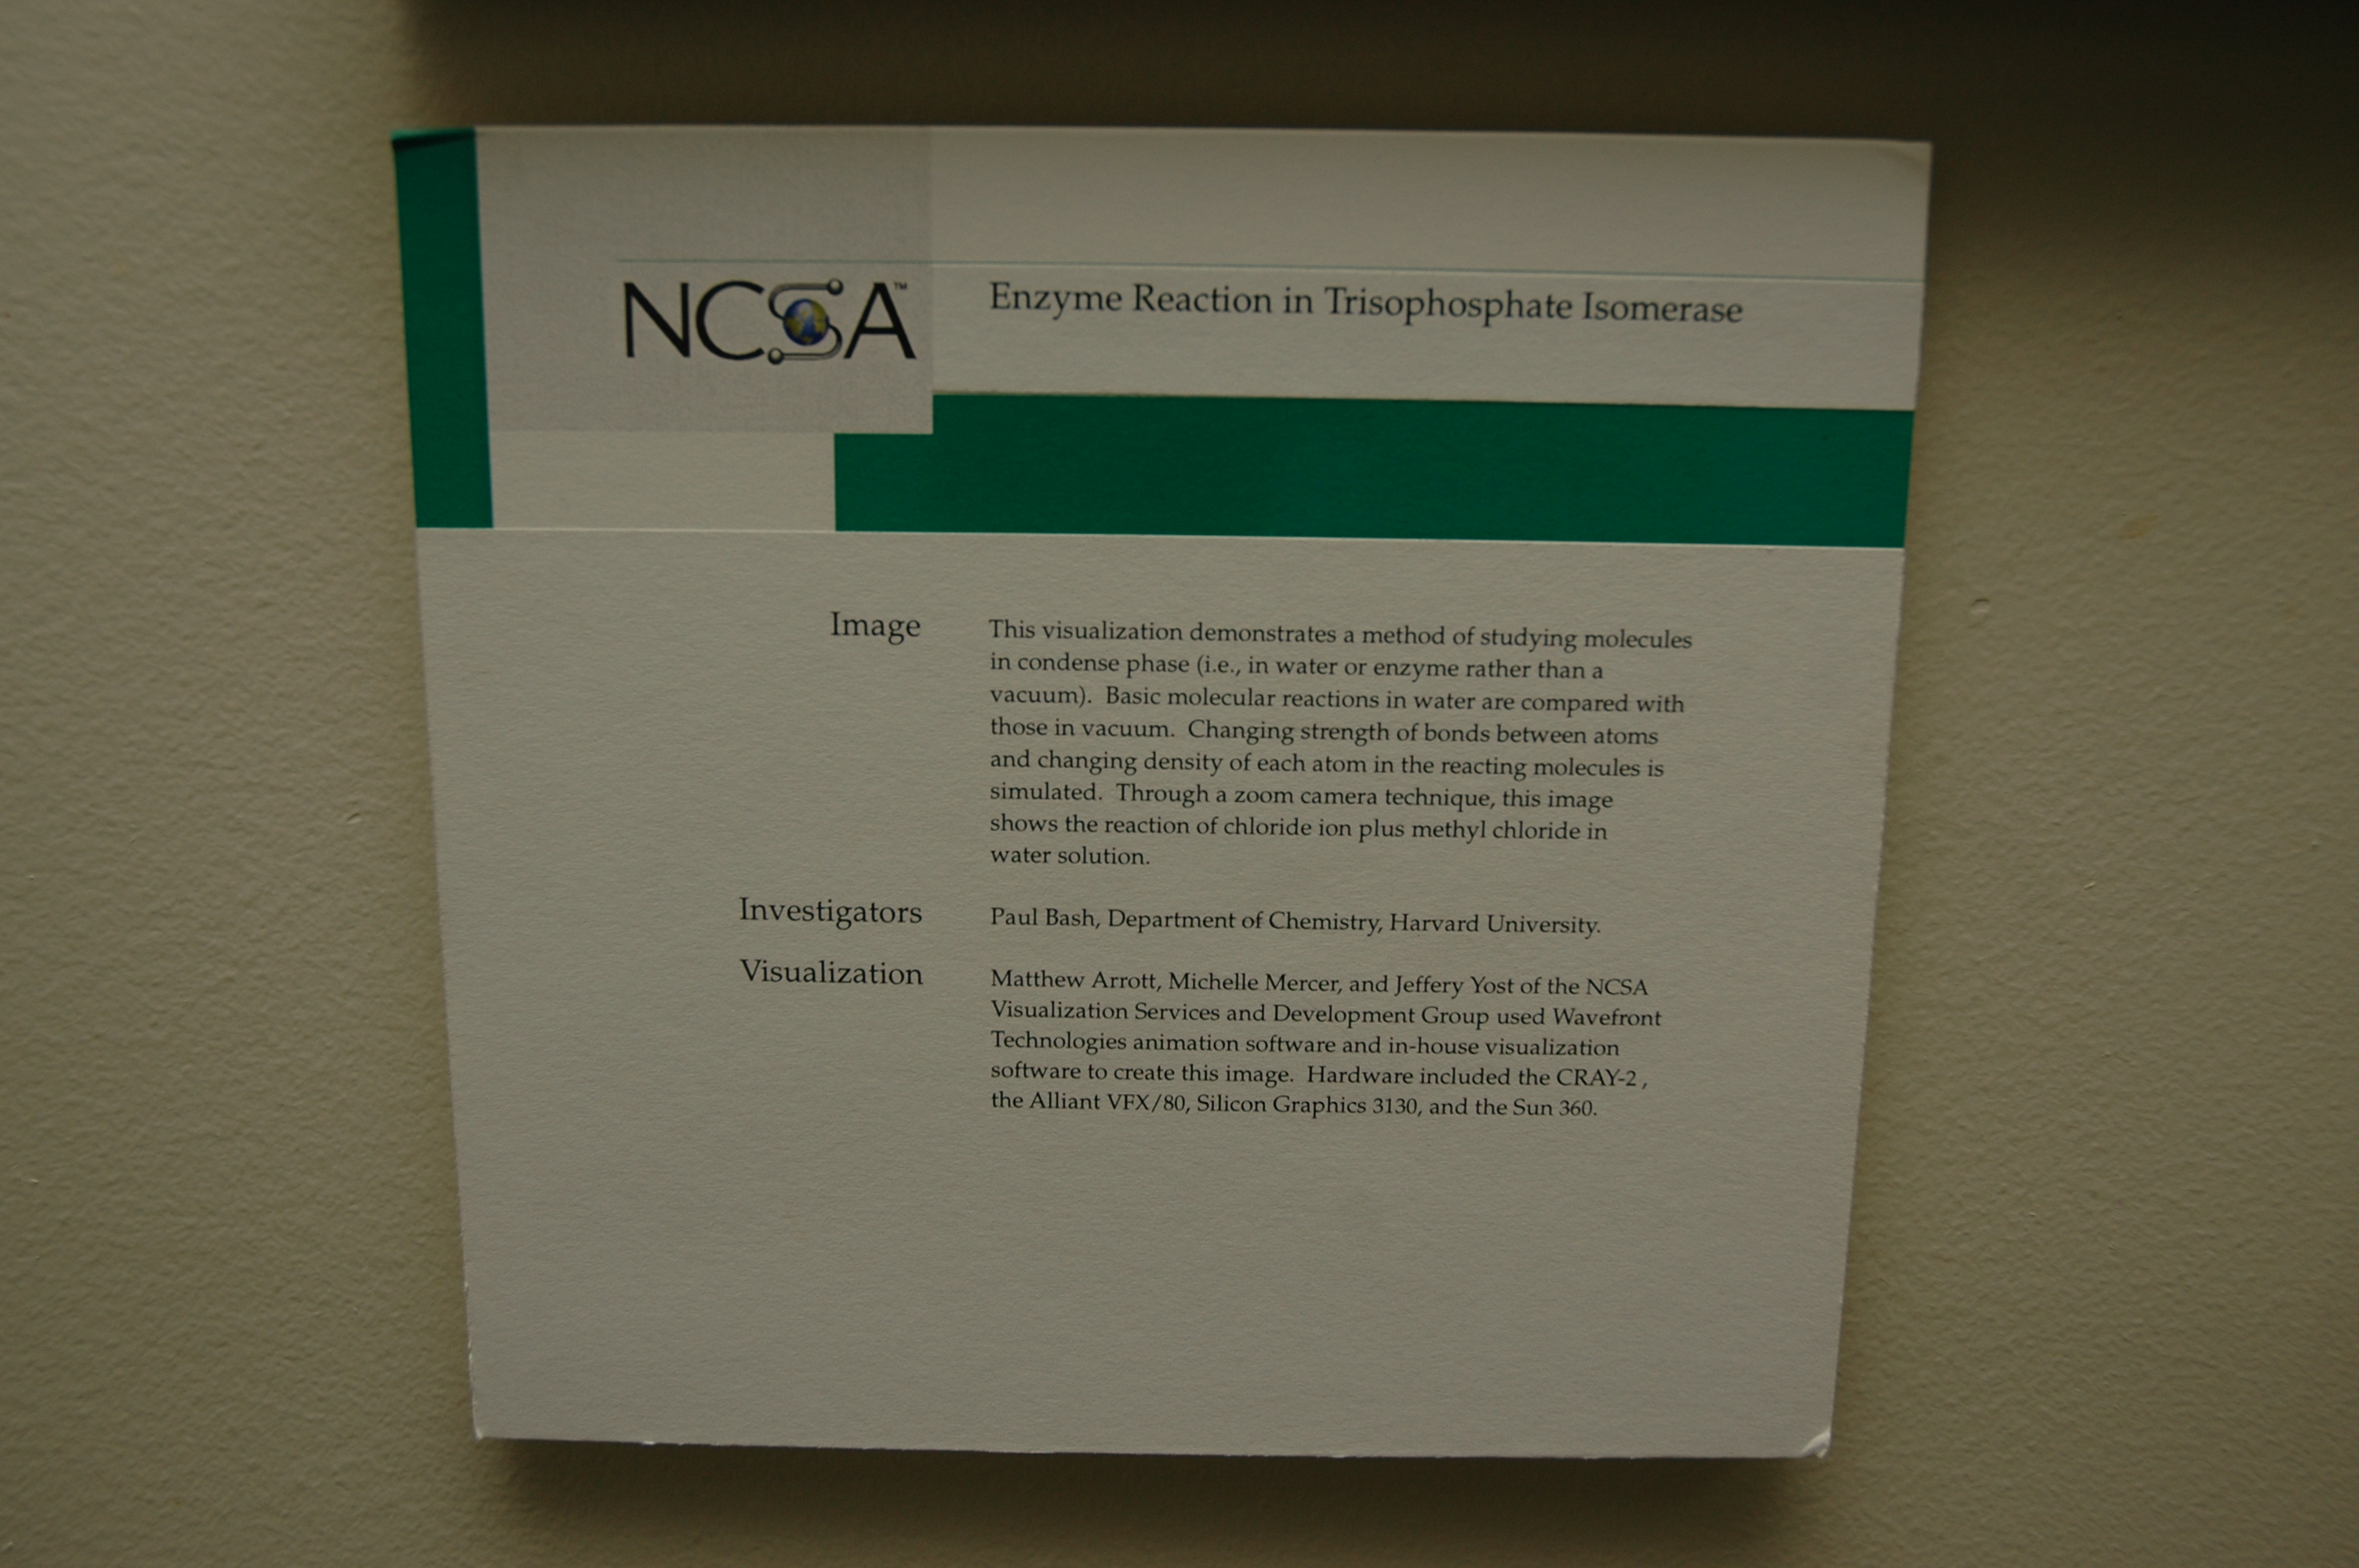 NCSA™
Enzyme Reaction in Trisophosphate Isomerase
Image
This visualization demonstrates a method of studying molecules
in condense phase (i.e., in water or enzyme rather than a
vacuum). Basic molecular reactions in water are compared with
those in vacuum. Changing strength of bonds between atoms
and changing density of each atom in the reacting molecules is
simulated. Through a zoom camera technique, this image
shows the reaction of chloride ion plus methyl chloride in
water solution.
Investigators
Paul Bash, Department of Chemistry, Harvard University.
Visualization
Matthew Arrott, Michelle Mercer, and Jeffery Yost of the NCSA
Visualization Services and Development Group used Wavefront
Technologies animation software and in-house visualization
software to create this image. Hardware included the CRAY-2 ,
the Alliant VFX/80, Silicon Graphics 3130, and the Sun 360.